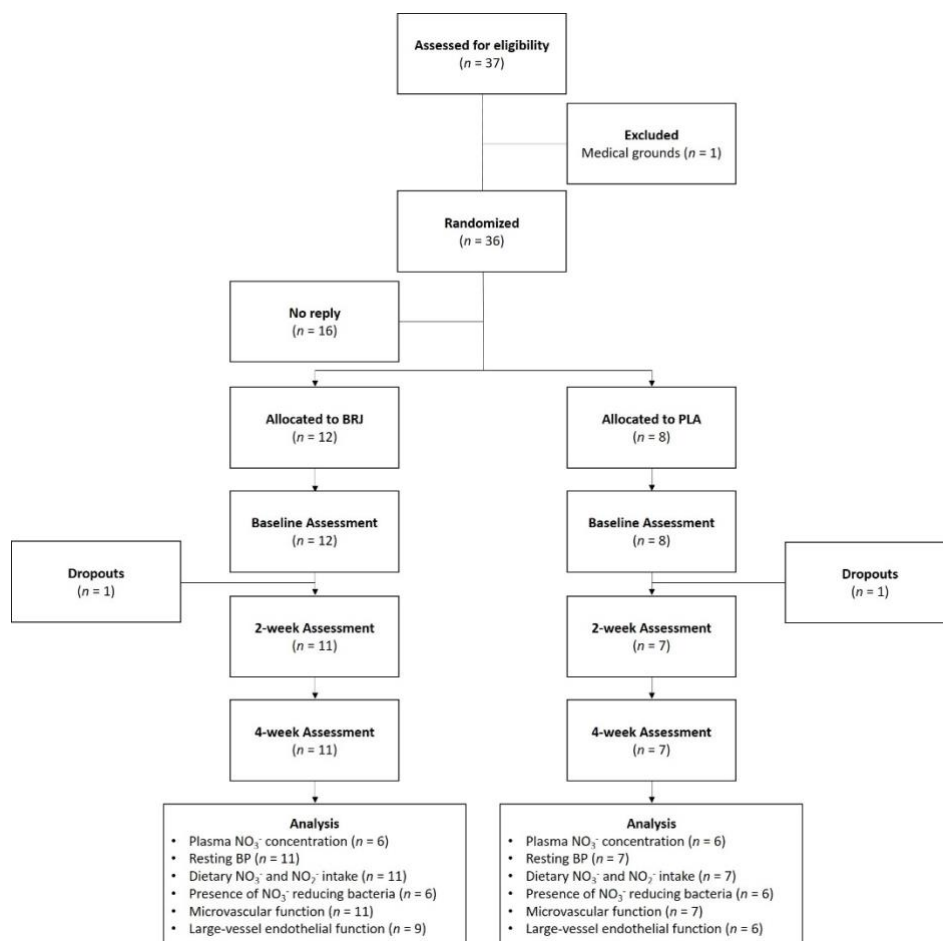 Assessed for eligibility
(n = 37)
Excluded
Medical grounds (n = 1)
Randomized
(n = 36)
No reply
(n = 16)
Allocated to BRJ
(n = 12)
Allocated to PLA
(n = 8)
Baseline Assessment
(n = 12)
Baseline Assessment
(n = 8)
Dropouts
(n = 1)
Dropouts
(n = 1)
2-week Assessment
(n = 11)
2-week Assessment
(n = 7)
4-week Assessment
(n = 11)
4-week Assessment
(n = 7)
Analysis
• Plasma NO₃⁻ concentration (n = 6)
• Resting BP (n = 11)
• Dietary NO₃⁻ and NO₂⁻ intake (n = 11)
• Presence of NO₃⁻ reducing bacteria (n = 6)
• Microvascular function (n = 11)
• Large-vessel endothelial function (n = 9)
Analysis
• Plasma NO₃⁻ concentration (n = 6)
• Resting BP (n = 7)
• Dietary NO₃⁻ and NO₂⁻ intake (n = 7)
• Presence of NO₃⁻ reducing bacteria (n = 6)
• Microvascular function (n = 7)
• Large-vessel endothelial function (n = 6)